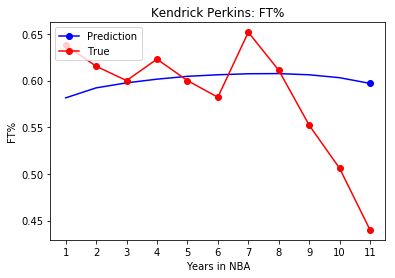 Kendrick Perkins: FT%
Prediction
True
FT%
0.65
0.60
0.55
0.50
0.45
1 2 3 4 5 6 7 8 9 10 11
Years in NBA